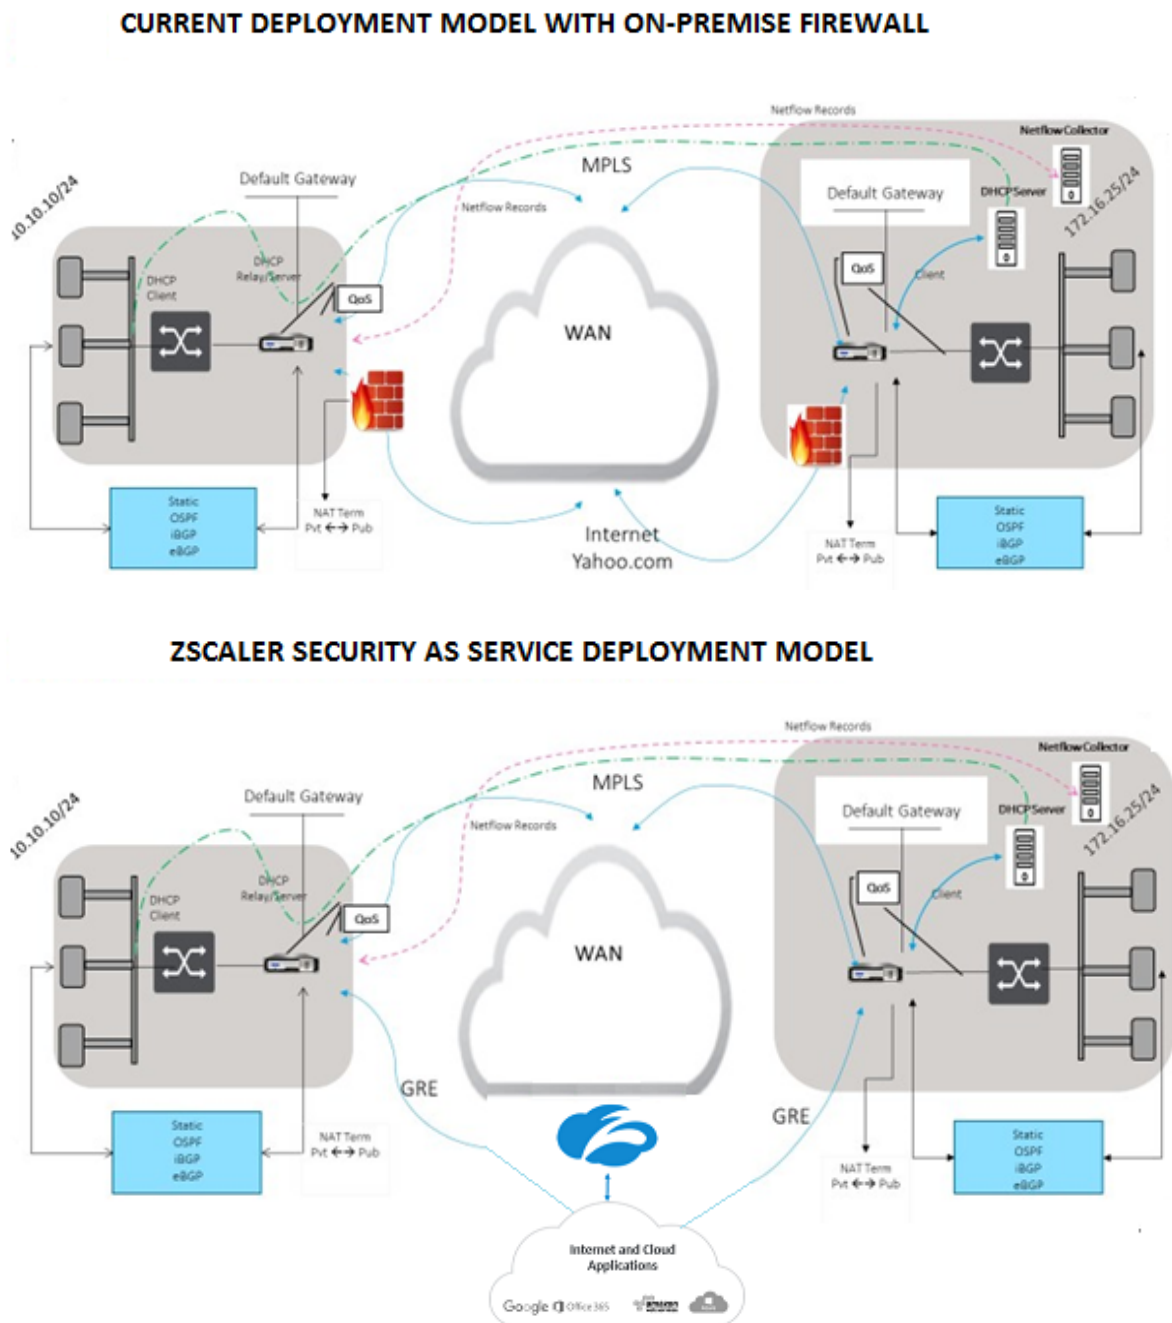 CURRENT DEPLOYMENT MODEL WITH ON-PREMISE FIREWALL
Netflow Records
Netflow Collector
MPLS
10.10.10/24
Default Gateway
Default Gateway
DHCP Server
172.16.25/24
Netflow Records
DHCP
Relay/Server
DHCP
Client
QoS
QoS
Client
WAN
Static
OSPF
iBGP
eBGP
NAT Term
Pvt ←→ Pub
Internet
Yahoo.com
NAT Term
Pvt ←→ Pub
Static
OSPF
iBGP
eBGP
ZSCALER SECURITY AS SERVICE DEPLOYMENT MODEL
Netflow Records
Netflow Collector
MPLS
10.10.10/24
Default Gateway
Default Gateway
DHCP Server
172.16.25/24
Netflow Records
DHCP
Relay/Server
DHCP
Client
QoS
QoS
Client
WAN
GRE
GRE
Static
OSPF
iBGP
eBGP
NAT Term
Pvt ←→ Pub
NAT Term
Pvt ←→ Pub
Static
OSPF
iBGP
eBGP
Internet and Cloud
Applications
Google Office 365 amazon